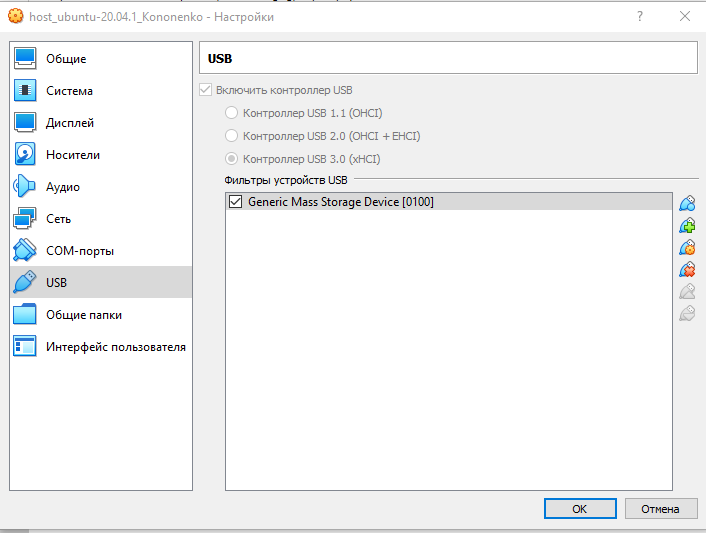 host_ubuntu-20.04.1_Kononenko - Настройки
Общие
Система
Дисплей
Носители
Аудио
Сеть
COM-порты
USB
Общие папки
Интерфейс пользователя
USB
Включить контроллер USB
Контроллер USB 1.1 (OHCI)
Контроллер USB 2.0 (OHCI + EHCI)
Контроллер USB 3.0 (xHCI)
Фильтры устройств USB
Generic Mass Storage Device [0100]
OK
Отмена